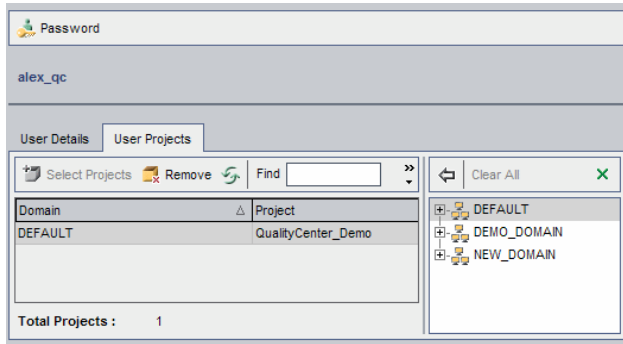 Password
alex_qc
User Details User Projects
Select Projects Remove Find
Clear All
Domain Project
DEFAULT QualityCenter_Demo
Total Projects : 1
DEFAULT
DEMO_DOMAIN
NEW_DOMAIN